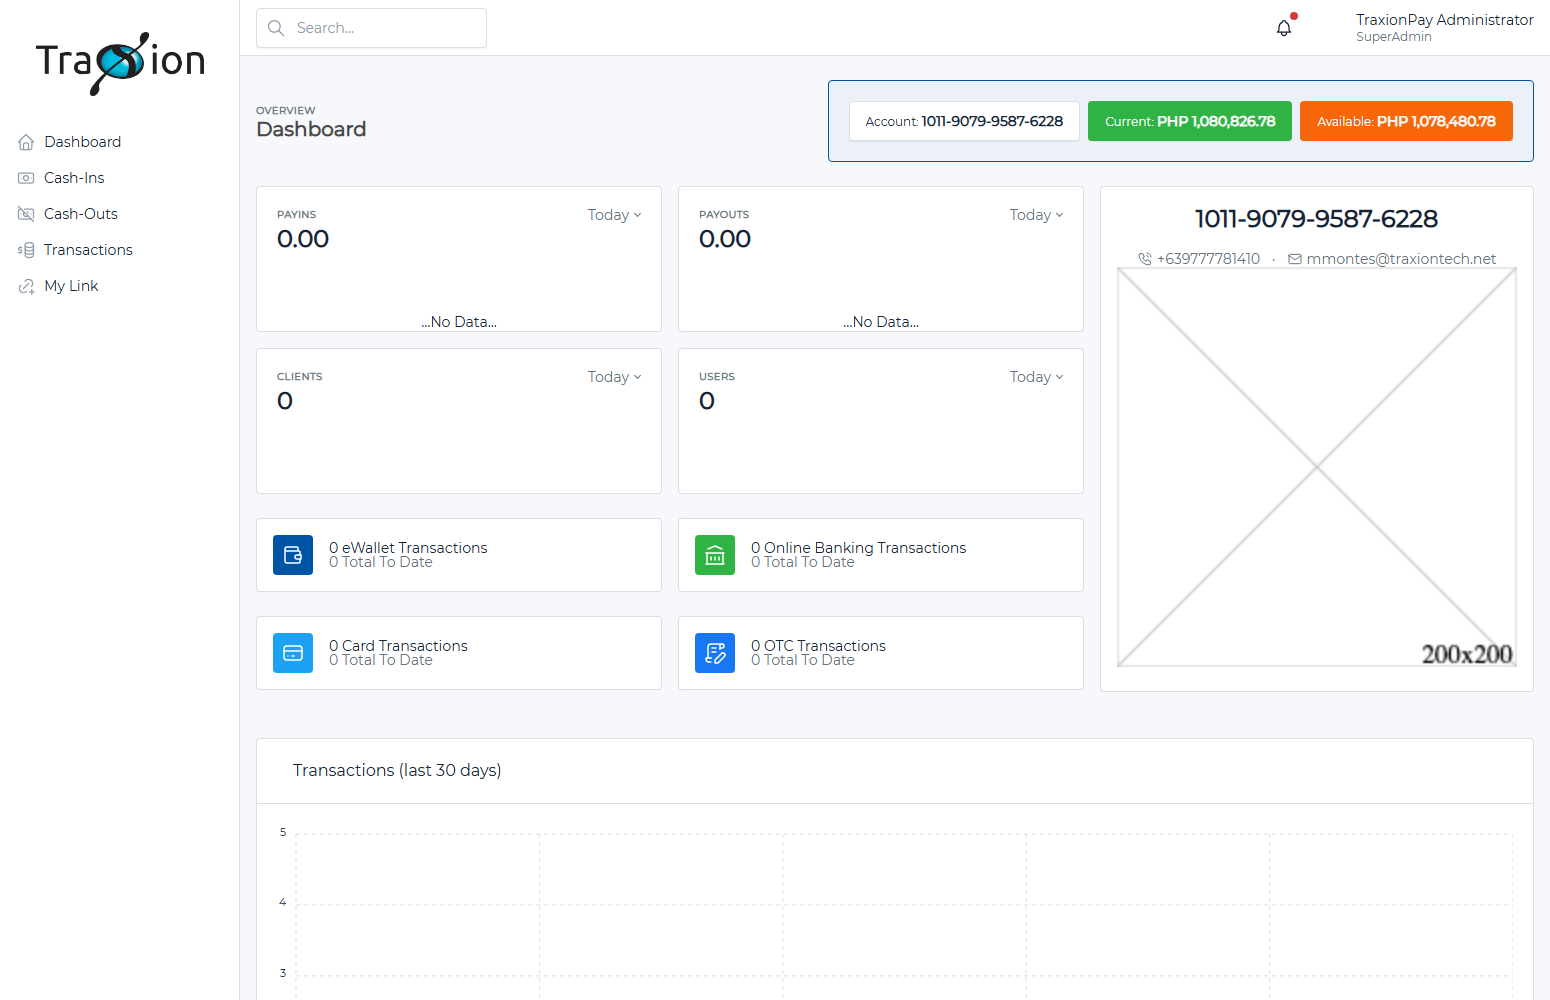 Traxion
Search...
TraxionPay Administrator
SuperAdmin
Dashboard
Cash-Ins
Cash-Outs
Transactions
My Link
OVERVIEW
Dashboard
Account: 1011-9079-9587-6228
Current: PHP 1,080,826.78
Available: PHP 1,078,480.78
PAYINS
Today
0.00
...No Data...
PAYOUTS
Today
0.00
...No Data...
1011-9079-9587-6228
+639777781410 · mmontes@traxiontech.net
200x200
CLIENTS
Today
0
USERS
Today
0
0 eWallet Transactions
0 Total To Date
0 Online Banking Transactions
0 Total To Date
0 Card Transactions
0 Total To Date
0 OTC Transactions
0 Total To Date
Transactions (last 30 days)
5
4
3